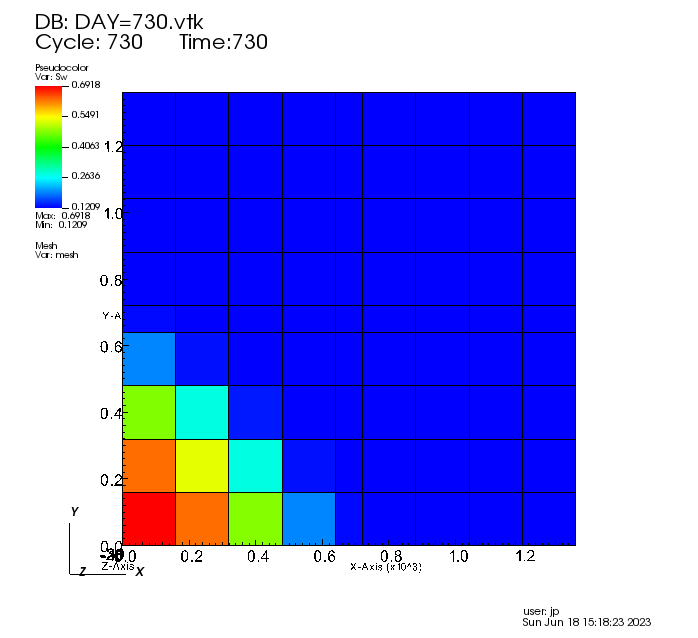 DB: DAY=730.vtk
Cycle: 730 Time:730
Pseudocolor
Var: Sw
0.6918
0.5491
0.4063
0.2636
0.1209
Max: 0.6918
Min: 0.1209
Mesh
Var: mesh
1.2
1.0
0.8
Y-A
0.6
0.4
0.2
0.0
0.0 0.2 0.4 0.6 0.8 1.0 1.2
Z-Axis
X-Axis (x10^3)
Y
Z X
user: jp
Sun Jun 18 15:18:23 2023